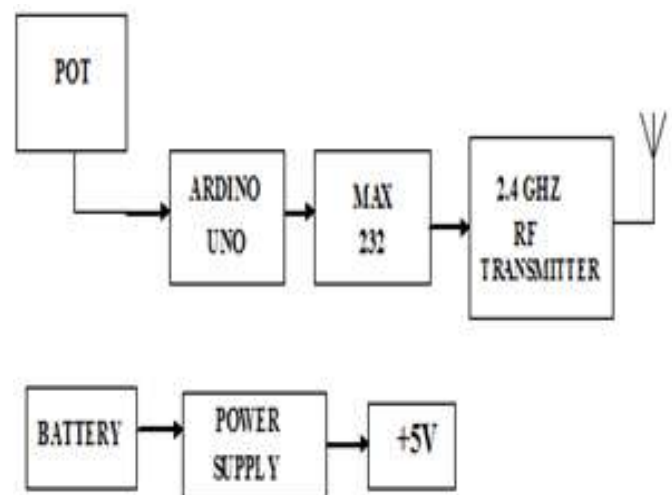 POT
ARDINO
UNO
MAX
232
2.4 GHZ
RF
TRANSMITTER
BATTERY
POWER
SUPPLY
+5V